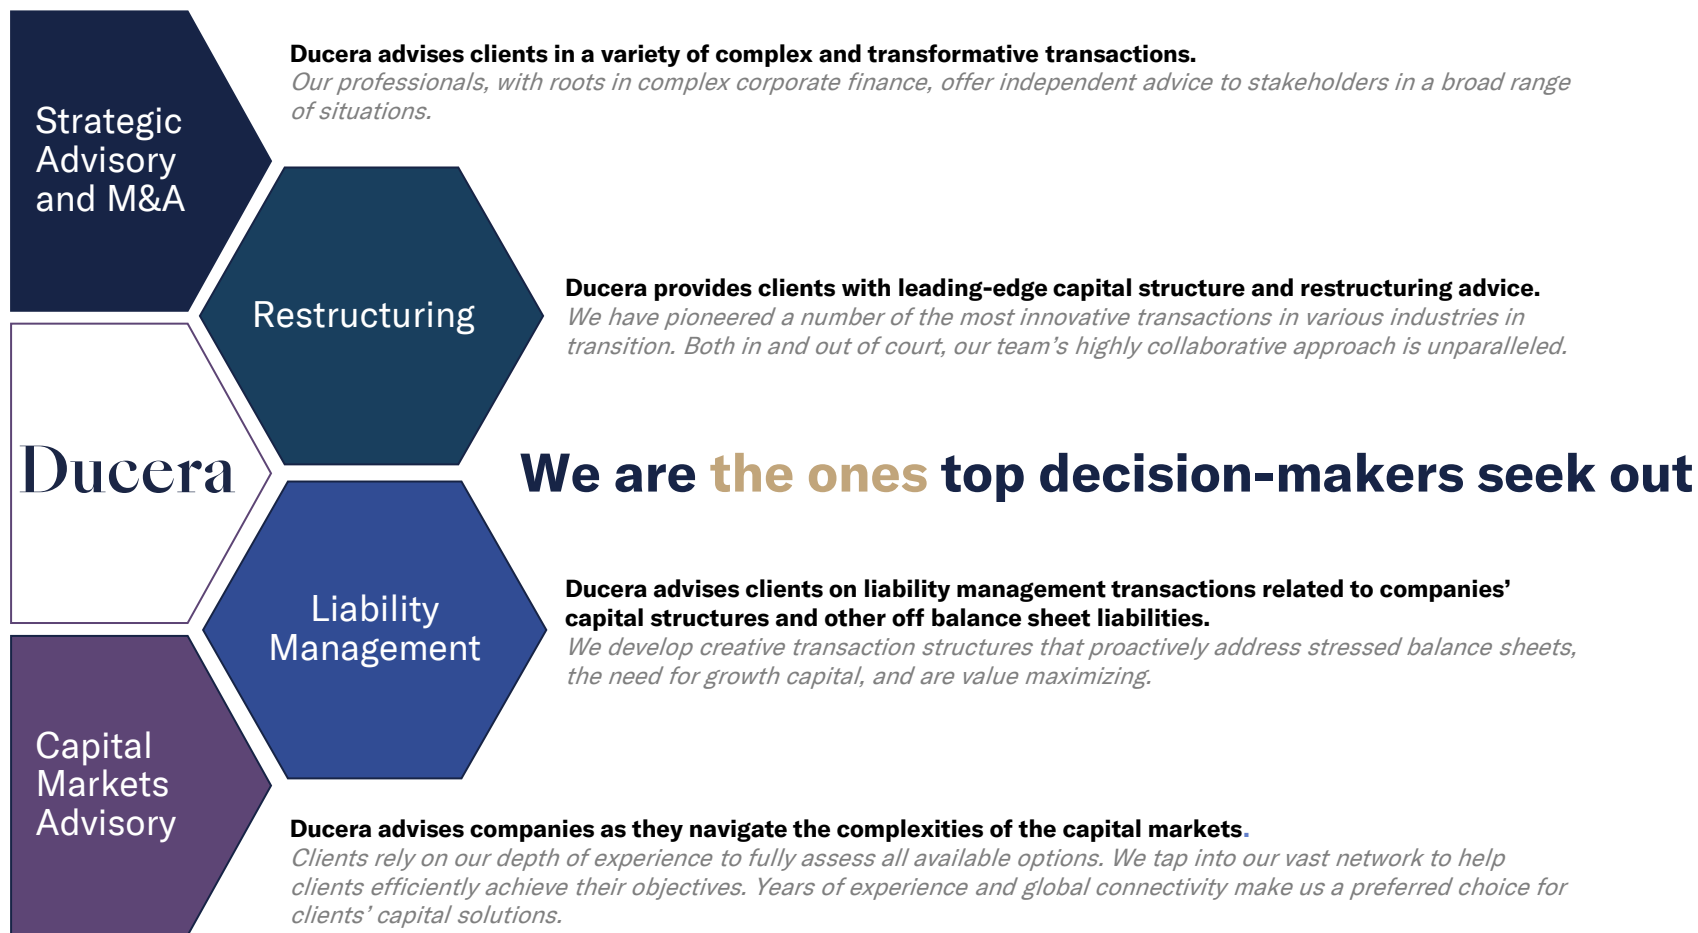 Strategic
Advisory
and M&A
Ducera advises clients in a variety of complex and transformative transactions.
Our professionals, with roots in complex corporate finance, offer independent advice to stakeholders in a broad range
of situations.
Restructuring
Ducera provides clients with leading-edge capital structure and restructuring advice.
We have pioneered a number of the most innovative transactions in various industries in
transition. Both in and out of court, our team’s highly collaborative approach is unparalleled.
Ducera
We are the ones top decision-makers seek out
Liability
Management
Ducera advises clients on liability management transactions related to companies’
capital structures and other off balance sheet liabilities.
We develop creative transaction structures that proactively address stressed balance sheets,
the need for growth capital, and are value maximizing.
Capital
Markets
Advisory
Ducera advises companies as they navigate the complexities of the capital markets.
Clients rely on our depth of experience to fully assess all available options. We tap into our vast network to help
clients efficiently achieve their objectives. Years of experience and global connectivity make us a preferred choice for
clients’ capital solutions.